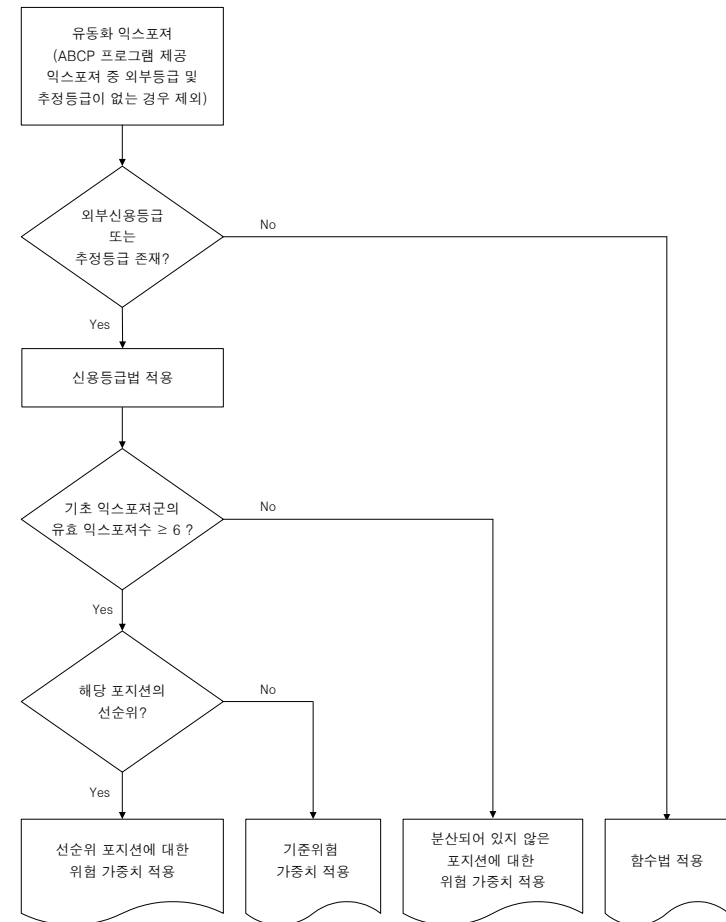 유동화 익스포져
(ABCP 프로그램 제공
익스포져 중 외부등급 및
추정등급이 없는 경우 제외)
외부신용등급
또는
추정등급 존재?
No
Yes
신용등급법 적용
기초 익스포져군의
유효 익스포져수 ≥ 6 ?
No
Yes
해당 포지션의
선순위?
No
Yes
선순위 포지션에 대한
위험 가중치 적용
기준위험
가중치 적용
분산되어 있지 않은
포지션에 대한
위험 가중치 적용
함수법 적용